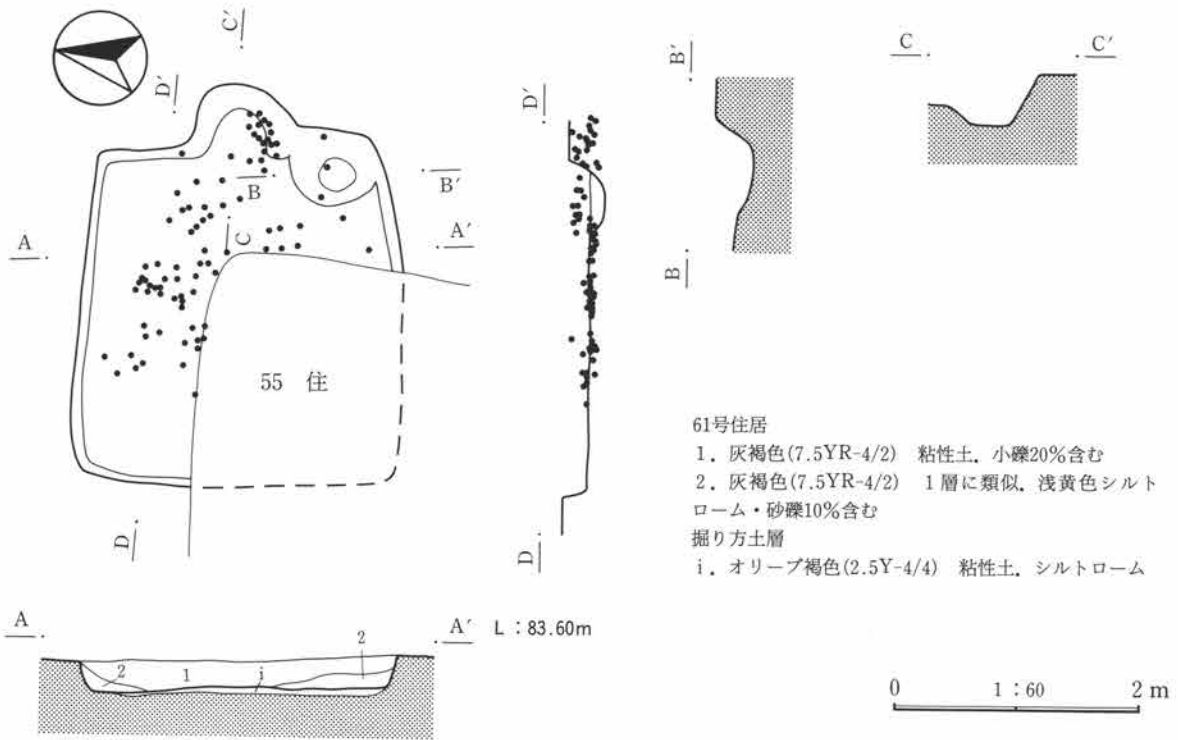 C′
D′
B
B′
C
A
A′
55 住
D
D′
D
B′
B
C
C′
61号住居
1．灰褐色(7.5YR-4/2)　粘性土．小礫20%含む
2．灰褐色(7.5YR-4/2)　1層に類似．浅黄色シルト
ローム・砂礫10%含む
掘り方土層
i．オリーブ褐色(2.5Y-4/4)　粘性土．シルトローム
A
A′
L：83.60m
2
1
i
2
0　1：60　2 m